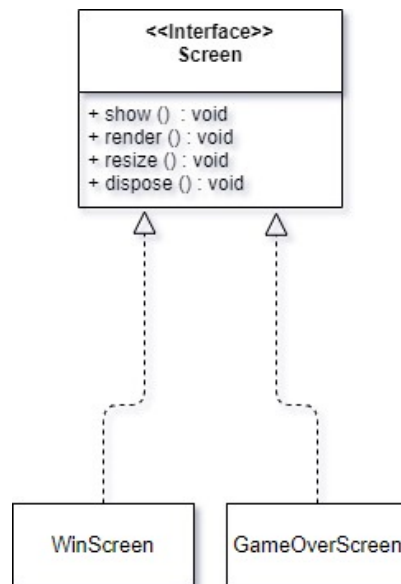 <<Interface>>
Screen
+ show () : void
+ render () : void
+ resize () : void
+ dispose () : void
WinScreen
GameOverScreen